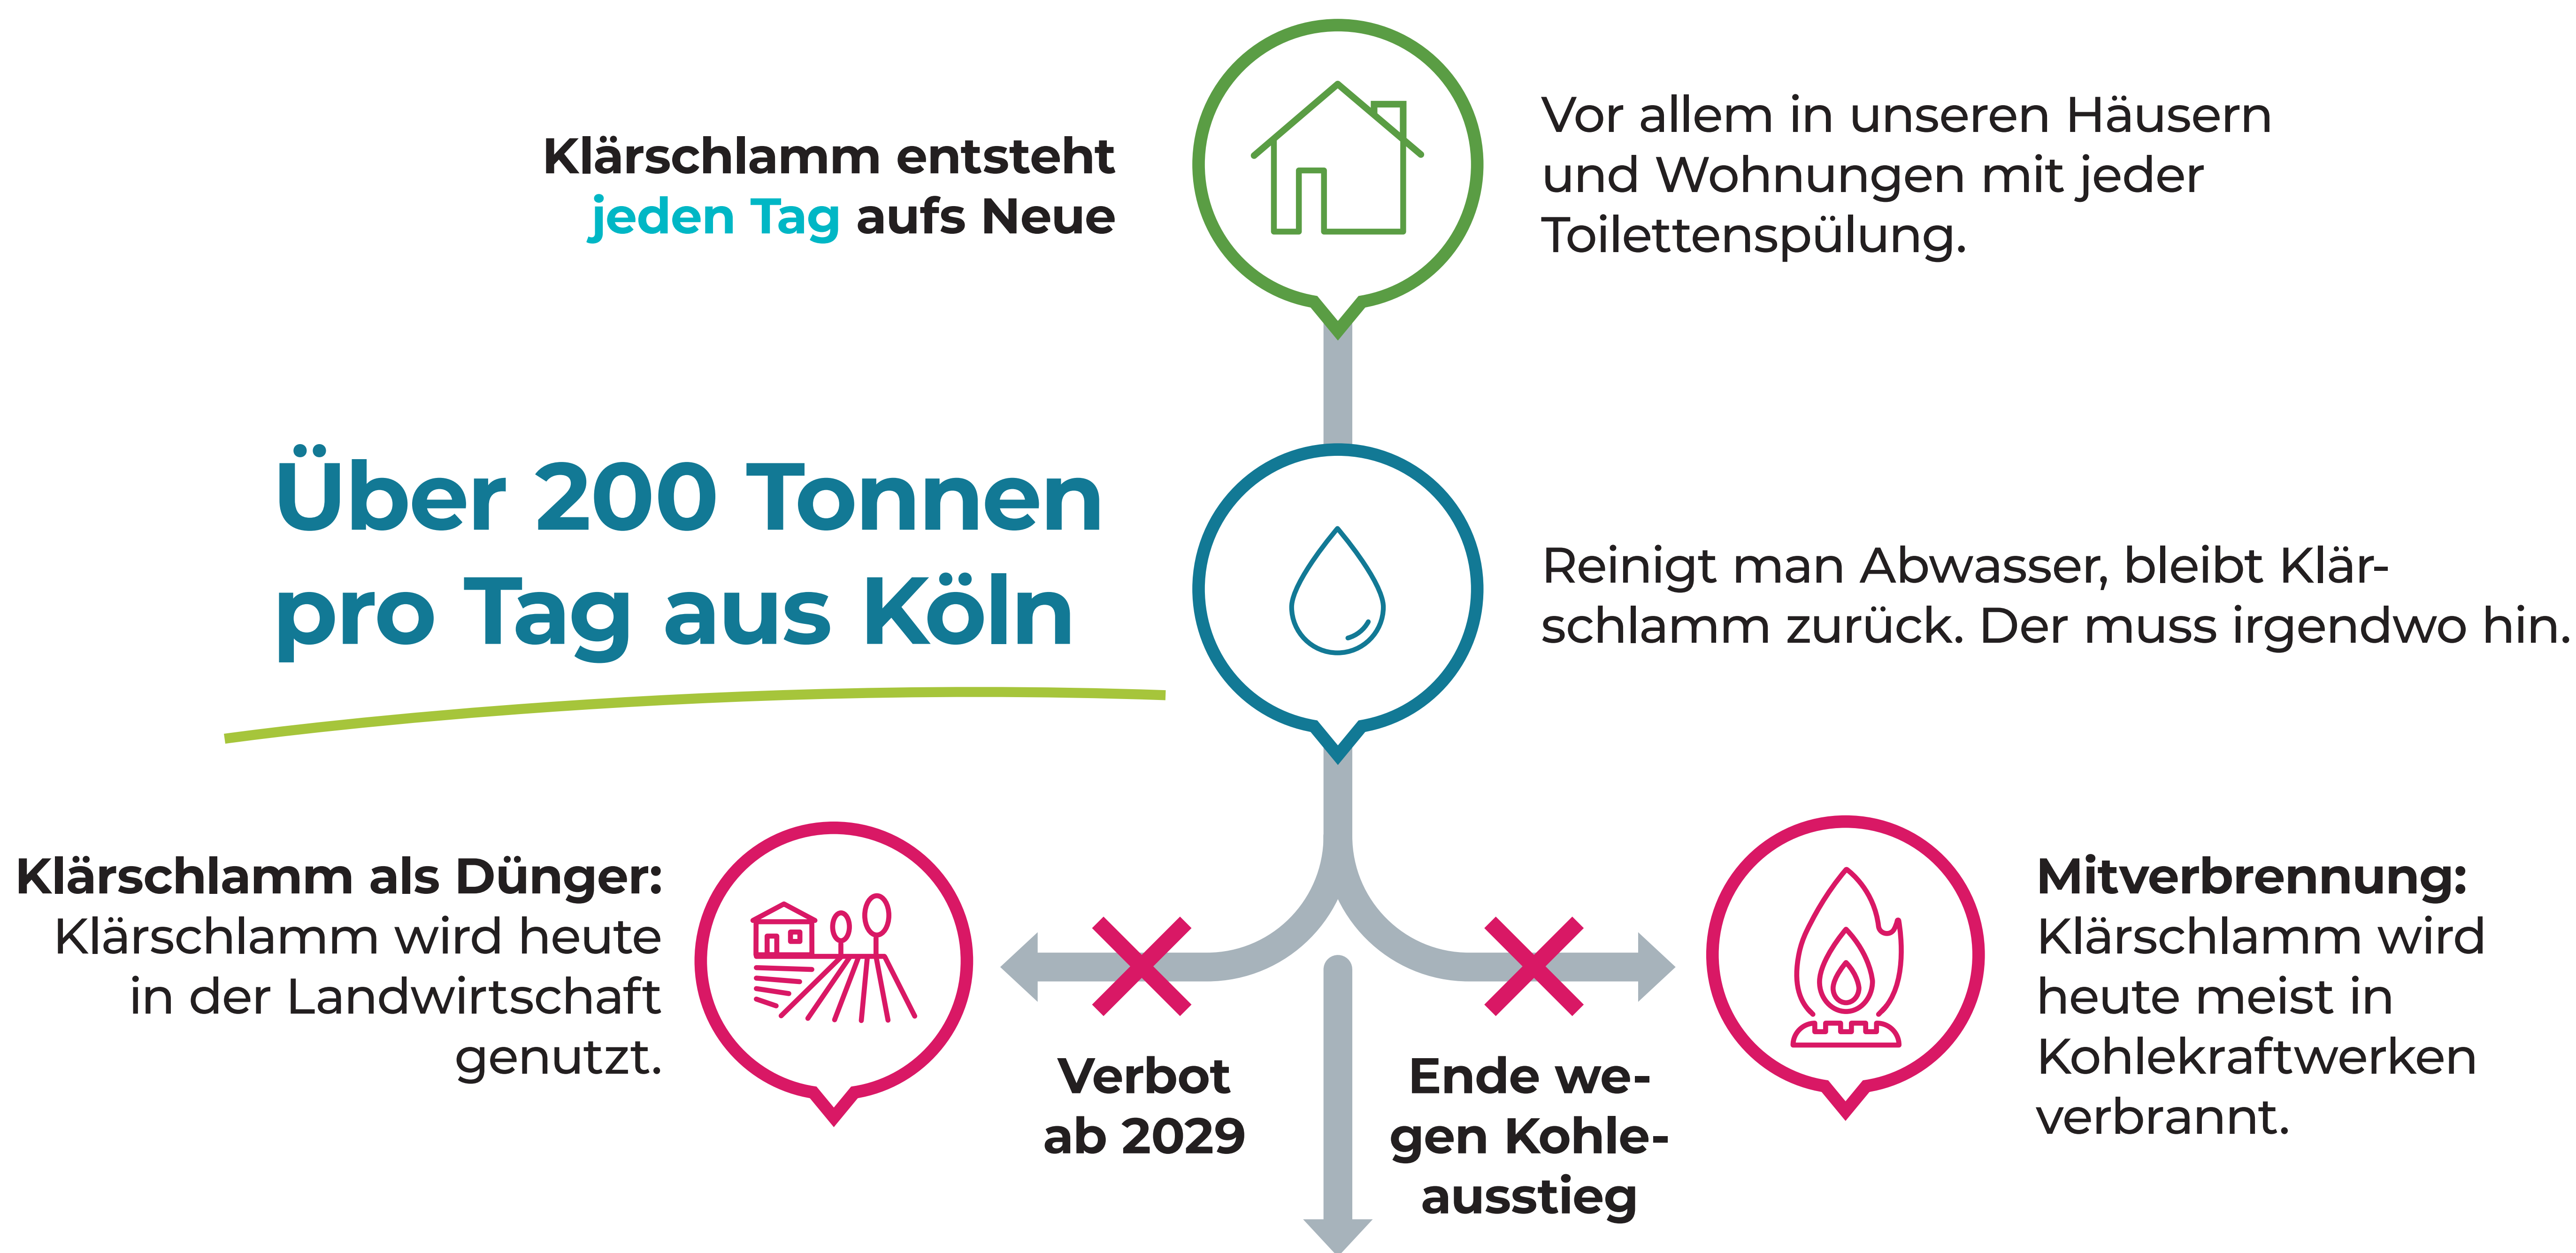 Klärschlamm entsteht
jeden Tag aufs Neue
Vor allem in unseren Häusern
und Wohnungen mit jeder
Toilettenspülung.
Über 200 Tonnen
pro Tag aus Köln
Reinigt man Abwasser, bleibt Klär-
schlamm zurück. Der muss irgendwo hin.
Klärschlamm als Dünger:
Klärschlamm wird heute
in der Landwirtschaft
genutzt.
Verbot
ab 2029
Ende we-
gen Kohle-
ausstieg
Mitverbrennung:
Klärschlamm wird
heute meist in
Kohlekraftwerken
verbrannt.